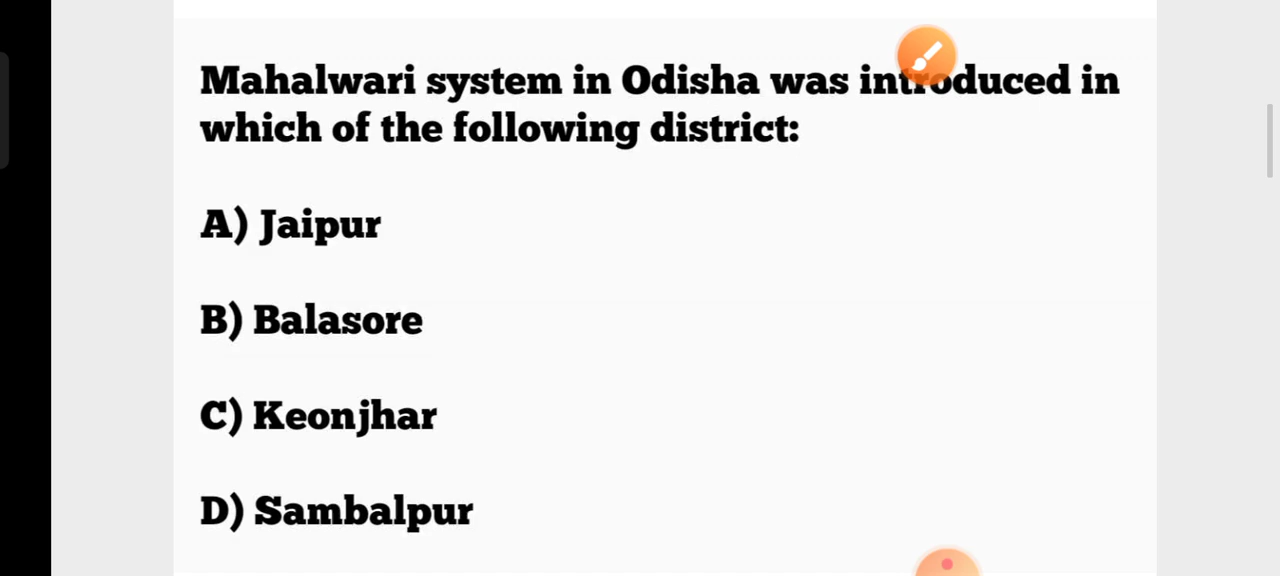 Mahalwari system in Odisha was introduced in
which of the following district:
A) Jaipur
B) Balasore
C) Keonjhar
D) Sambalpur